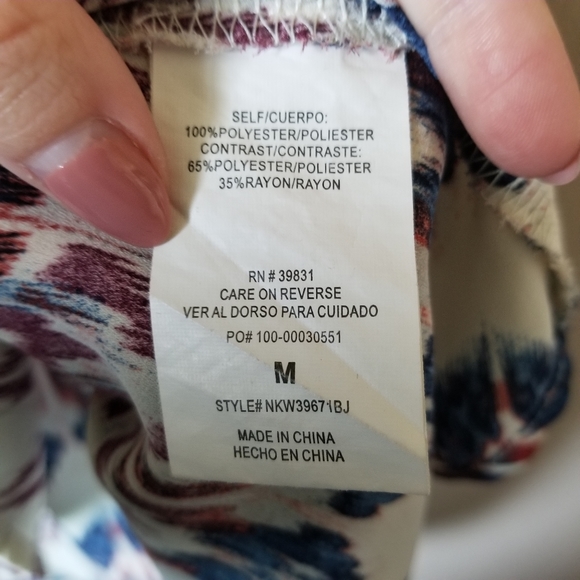 SELF/CUERPO:
100%POLYESTER/POLIESTER
CONTRAST/CONTRASTE:
65%POLYESTER/POLIESTER
35%RAYON/RAYON
RN # 39831
CARE ON REVERSE
VER AL DORSO PARA CUIDADO
PO# 100-00030551
M
STYLE# NKW39671BJ
MADE IN CHINA
HECHO EN CHINA